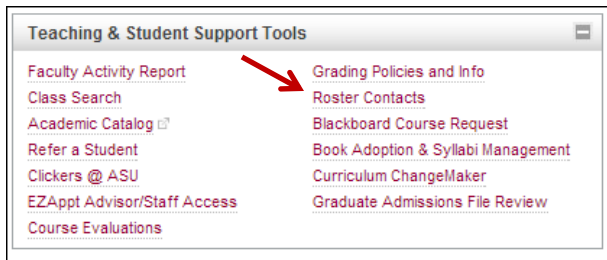 Teaching & Student Support Tools
Faculty Activity Report
Class Search
Academic Catalog
Refer a Student
Clickers @ ASU
EZAppt Advisor/Staff Access
Course Evaluations
Grading Policies and Info
Roster Contacts
Blackboard Course Request
Book Adoption & Syllabi Management
Curriculum ChangeMaker
Graduate Admissions File Review